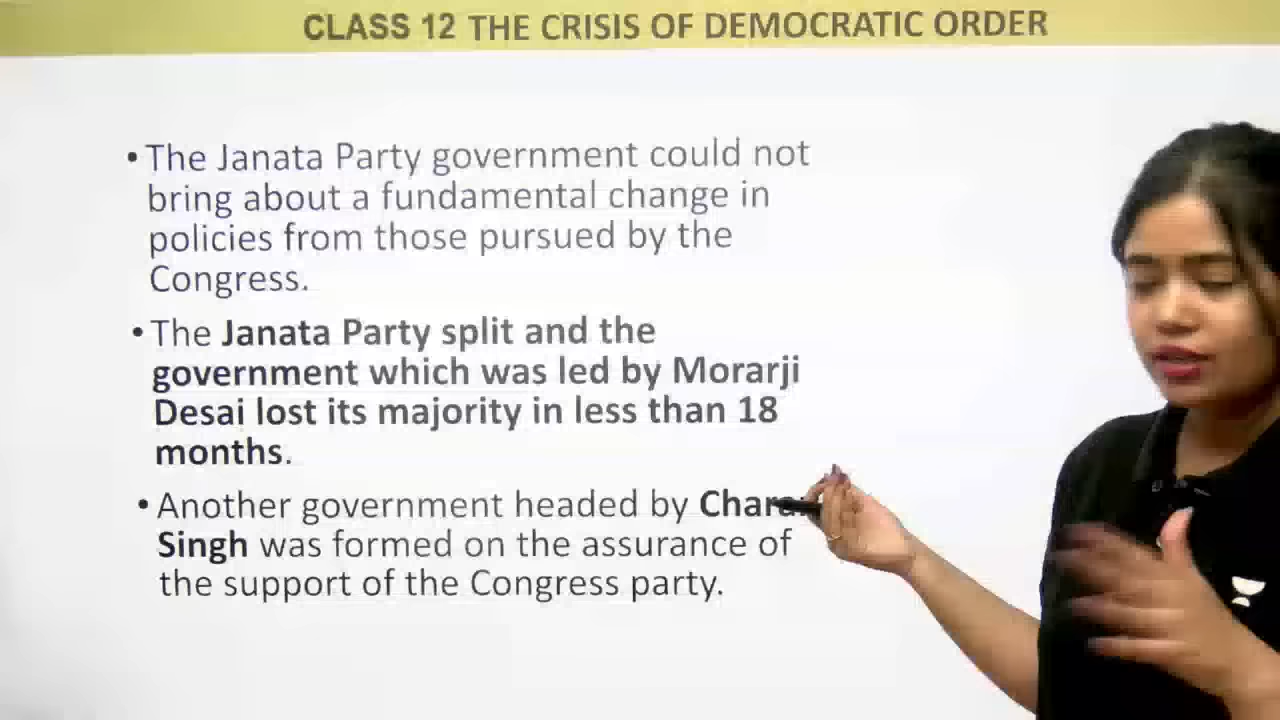 CLASS 12 THE CRISIS OF DEMOCRATIC ORDER
• The Janata Party government could not
bring about a fundamental change in
policies from those pursued by the
Congress.
• The Janata Party split and the
government which was led by Morarji
Desai lost its majority in less than 18
months.
• Another government headed by
Singh was formed on the assurance of
the support of the Congress party.